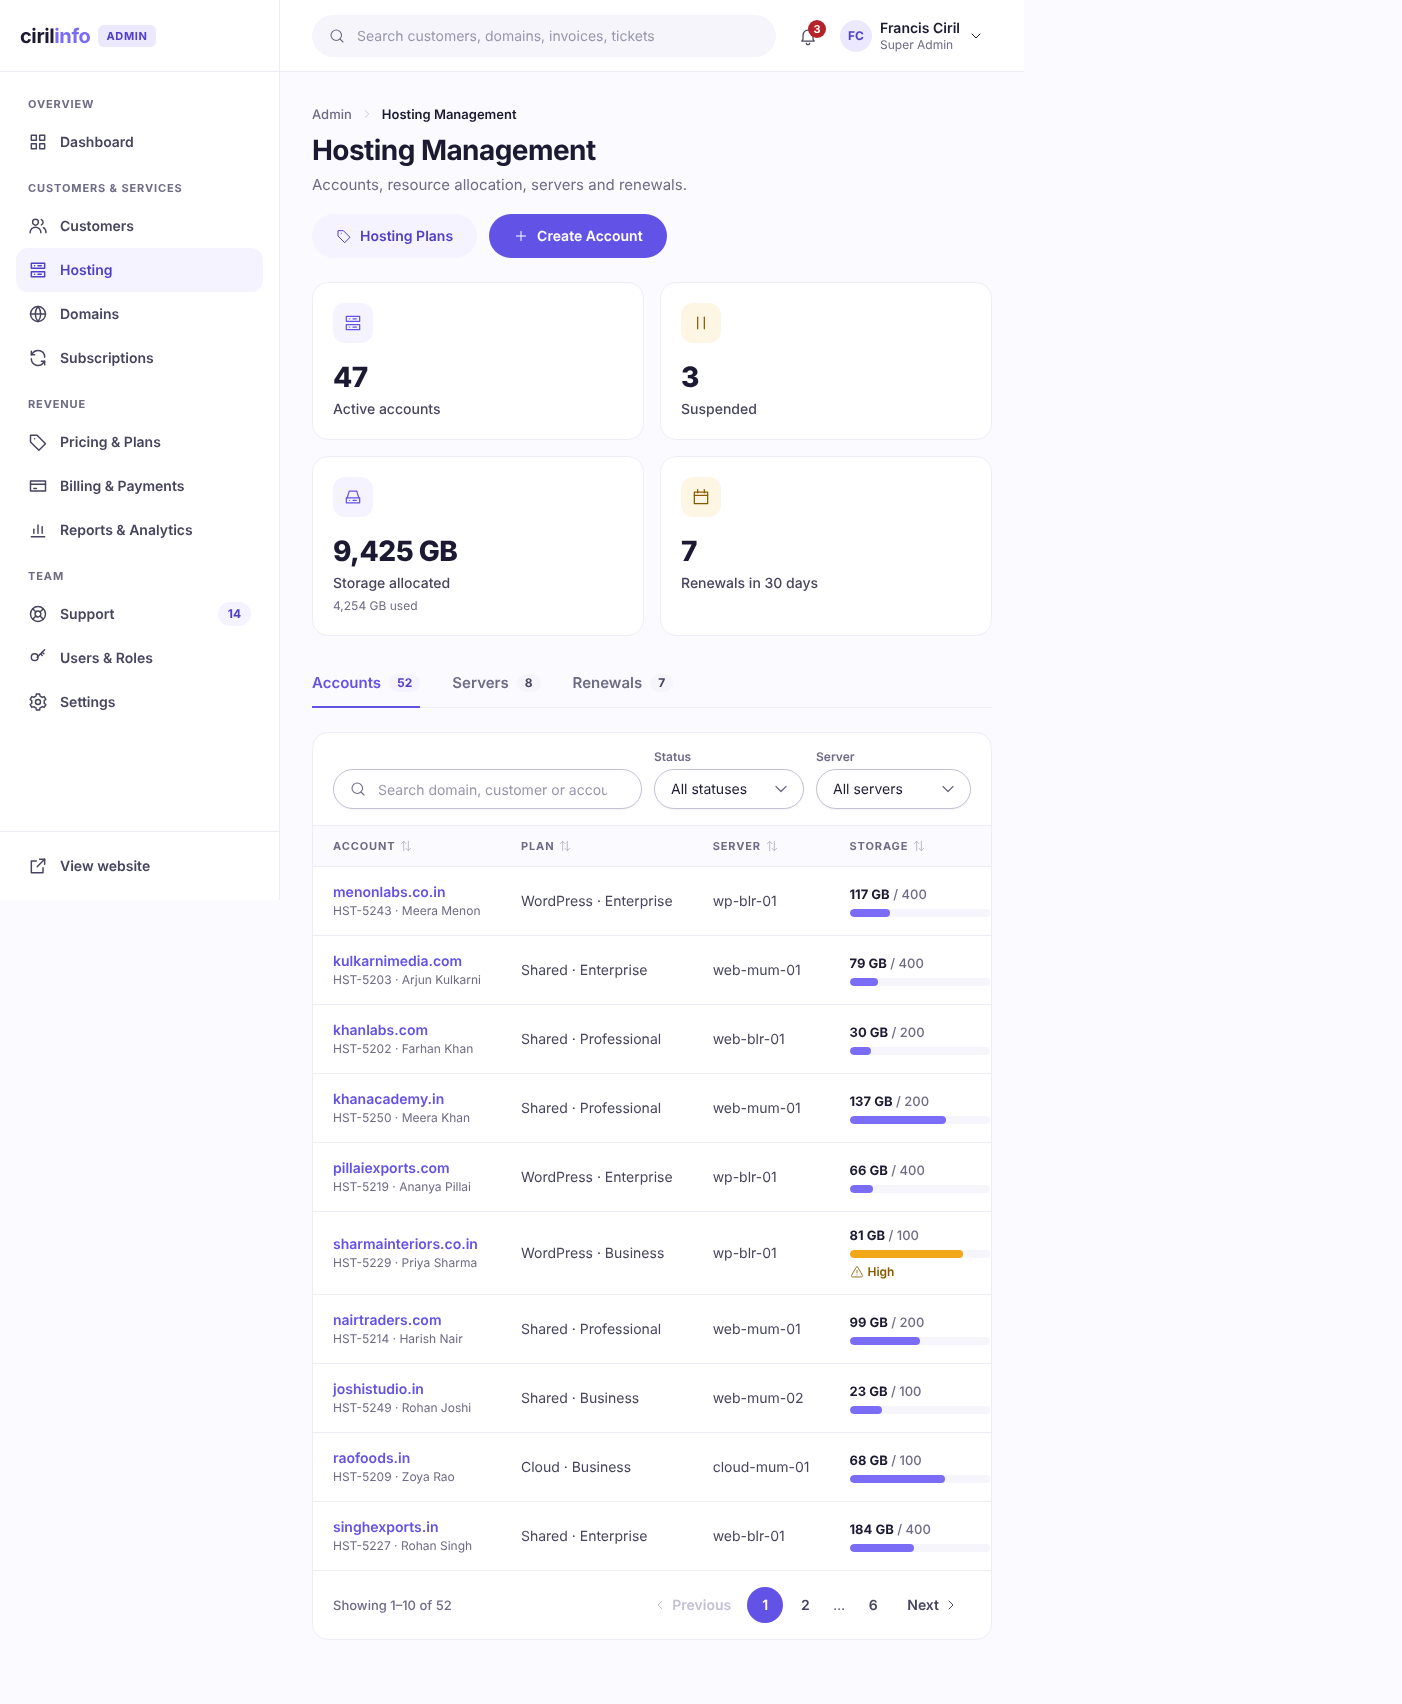 cirilinfo ADMIN
Search customers, domains, invoices, tickets
3
FC
Francis Ciril
Super Admin
OVERVIEW
Dashboard
CUSTOMERS & SERVICES
Customers
Hosting
Domains
Subscriptions
REVENUE
Pricing & Plans
Billing & Payments
Reports & Analytics
TEAM
Support 14
Users & Roles
Settings
View website
Admin Hosting Management
Hosting Management
Accounts, resource allocation, servers and renewals.
Hosting Plans Create Account
47
Active accounts
3
Suspended
9,425 GB
Storage allocated
4,254 GB used
7
Renewals in 30 days
Accounts 52 Servers 8 Renewals 7
Status Server
Search domain, customer or accou All statuses All servers
ACCOUNT PLAN SERVER STORAGE
menonlabs.co.in
HST-5243 · Meera Menon
WordPress · Enterprise
wp-blr-01
117 GB / 400
kulkarnimedia.com
HST-5203 · Arjun Kulkarni
Shared · Enterprise
web-mum-01
79 GB / 400
khanlabs.com
HST-5202 · Farhan Khan
Shared · Professional
web-blr-01
30 GB / 200
khanacademy.in
HST-5250 · Meera Khan
Shared · Professional
web-mum-01
137 GB / 200
pillaiexports.com
HST-5219 · Ananya Pillai
WordPress · Enterprise
wp-blr-01
66 GB / 400
sharmainteriors.co.in
HST-5229 · Priya Sharma
WordPress · Business
wp-blr-01
81 GB / 100
High
nairtraders.com
HST-5214 · Harish Nair
Shared · Professional
web-mum-01
99 GB / 200
joshistudio.in
HST-5249 · Rohan Joshi
Shared · Business
web-mum-02
23 GB / 100
raofoods.in
HST-5209 · Zoya Rao
Cloud · Business
cloud-mum-01
68 GB / 100
singhexports.in
HST-5227 · Rohan Singh
Shared · Enterprise
web-blr-01
184 GB / 400
Showing 1–10 of 52 Previous 1 2 ... 6 Next